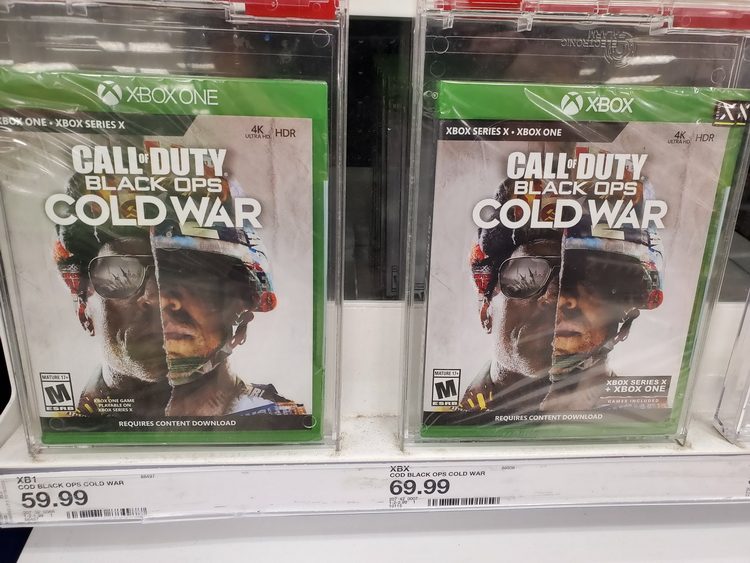 XBOX ONE
XBOX ONE • XBOX SERIES X
4K
ULTRA HD
HDR
CALL OF DUTY
BLACK OPS
COLD WAR
MATURE 17+
M
ESRB
XBOX ONE GAME
PLAYABLE ON
XBOX SERIES X
REQUIRES CONTENT DOWNLOAD
ELECTRONIC
ALARM
XBOX
XBOX SERIES X • XBOX ONE
4K
ULTRA HD
HDR
CALL OF DUTY
BLACK OPS
COLD WAR
MATURE 17+
M
ESRB
XBOX SERIES X
+ XBOX ONE
GAMES INCLUDED
REQUIRES CONTENT DOWNLOAD
XB1
COD BLACK OPS COLD WAR
59.99
XBX
COD BLACK OPS COLD WAR
69.99